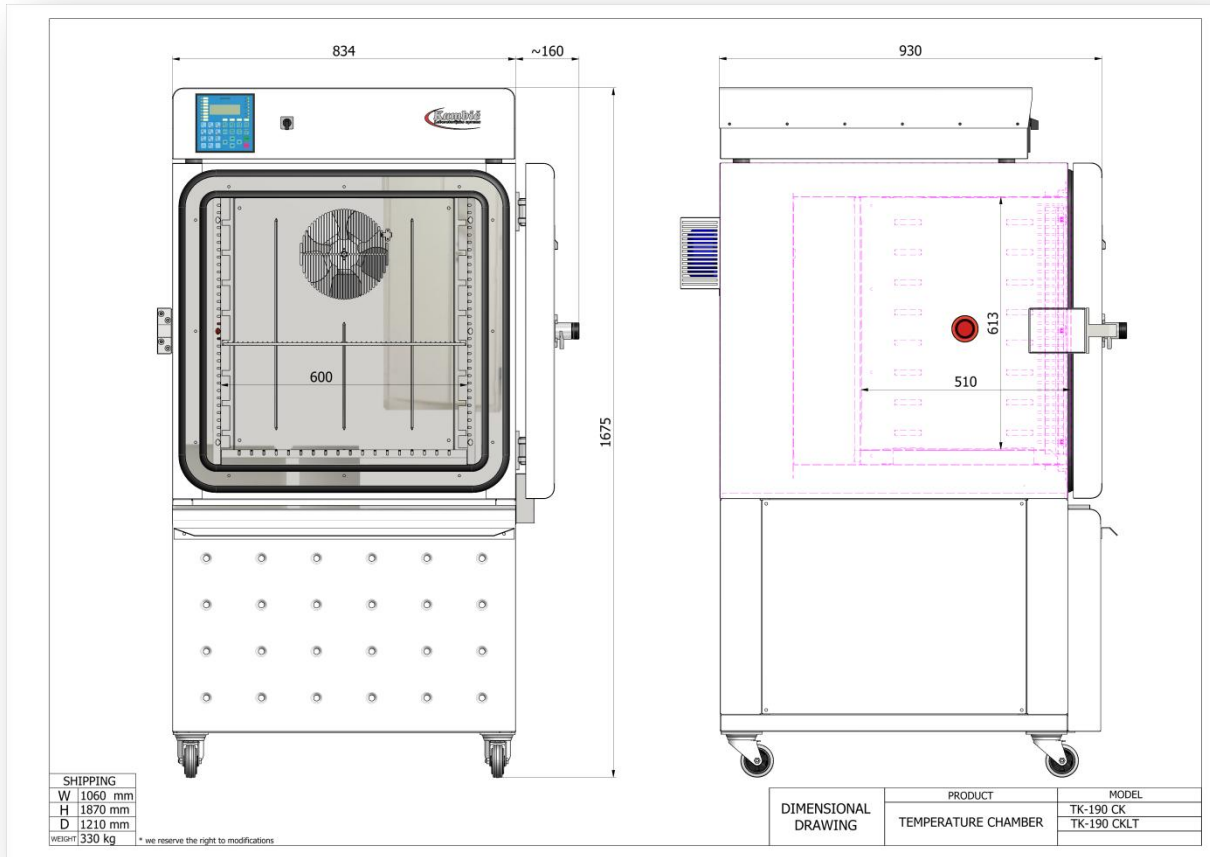 834
~160
930
Kambič
600
1675
613
510
SHIPPING
W 1060 mm
H 1870 mm
D 1210 mm
WEIGHT 330 kg
* we reserve the right to modifications
DIMENSIONAL
DRAWING
PRODUCT
TEMPERATURE CHAMBER
MODEL
TK-190 CK
TK-190 CKLT